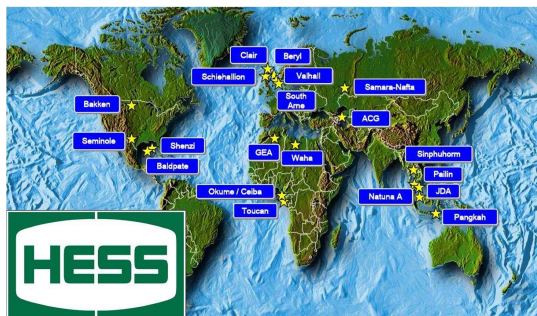 Clair
Beryl
Schiehallion
Valhall
South
Arne
Samara-Nafta
Bakken
ACG
Seminole
Shenzi
Baldpate
GEA
Waha
Sinphuhorm
Pailin
JDA
Natuna A
Pangkah
Okume / Ceiba
Toucan
HESS